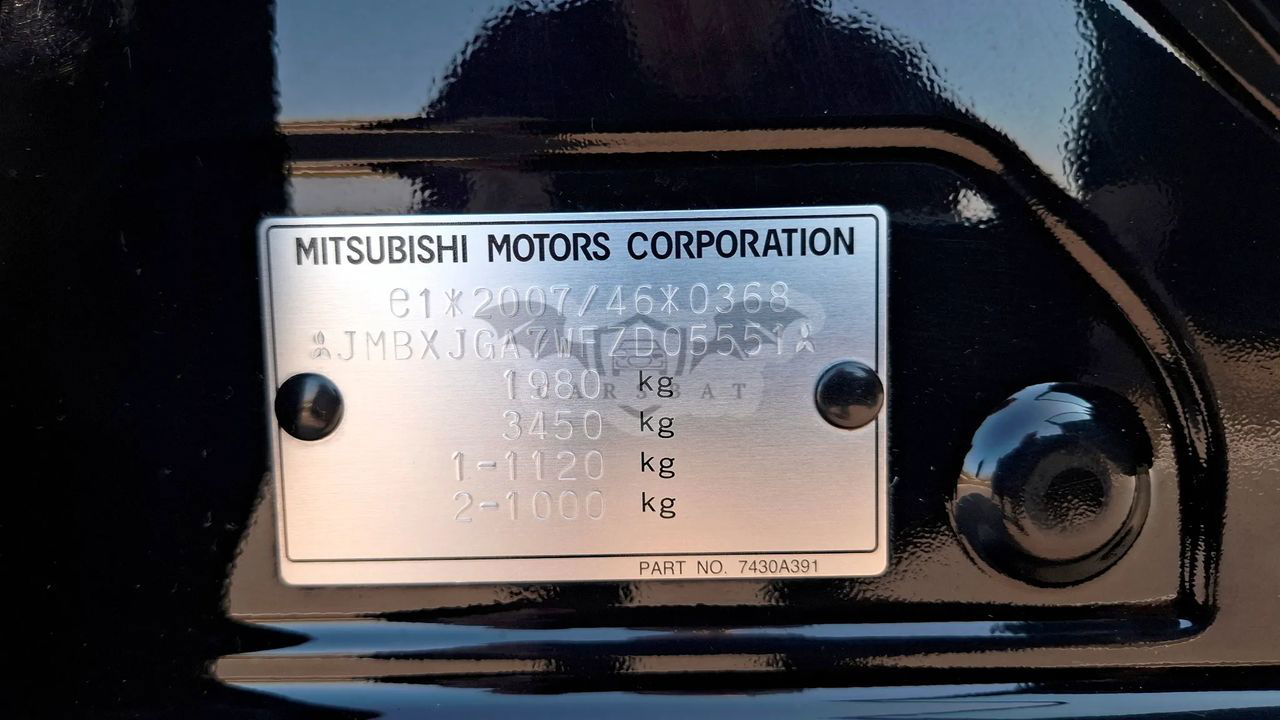 MITSUBISHI MOTORS CORPORATION
e1*2007/46*0368
JMBXJGA7WFZD05551
1980 kg
CARSBAT
3450 kg
1-1120 kg
2-1000 kg
PART NO. 7430A391